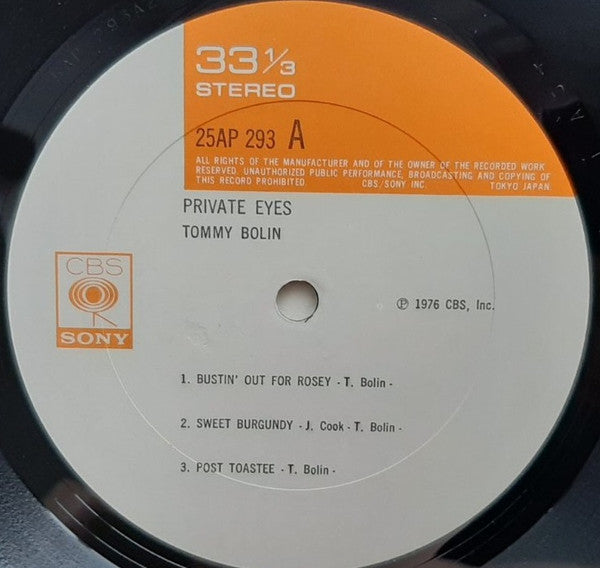 33 1/3
STEREO
25AP 293 A
ALL RIGHTS OF THE MANUFACTURER AND OF THE OWNER OF THE RECORDED WORK
RESERVED. UNAUTHORIZED PUBLIC PERFORMANCE, BROADCASTING AND COPYING OF
THIS RECORD PROHIBITED. CBS/SONY INC. TOKYO JAPAN
PRIVATE EYES
TOMMY BOLIN
CBS
SONY
℗ 1976 CBS, Inc.
1. BUSTIN' OUT FOR ROSEY - T. Bolin -
2. SWEET BURGUNDY - J. Cook - T. Bolin -
3. POST TOASTEE - T. Bolin -